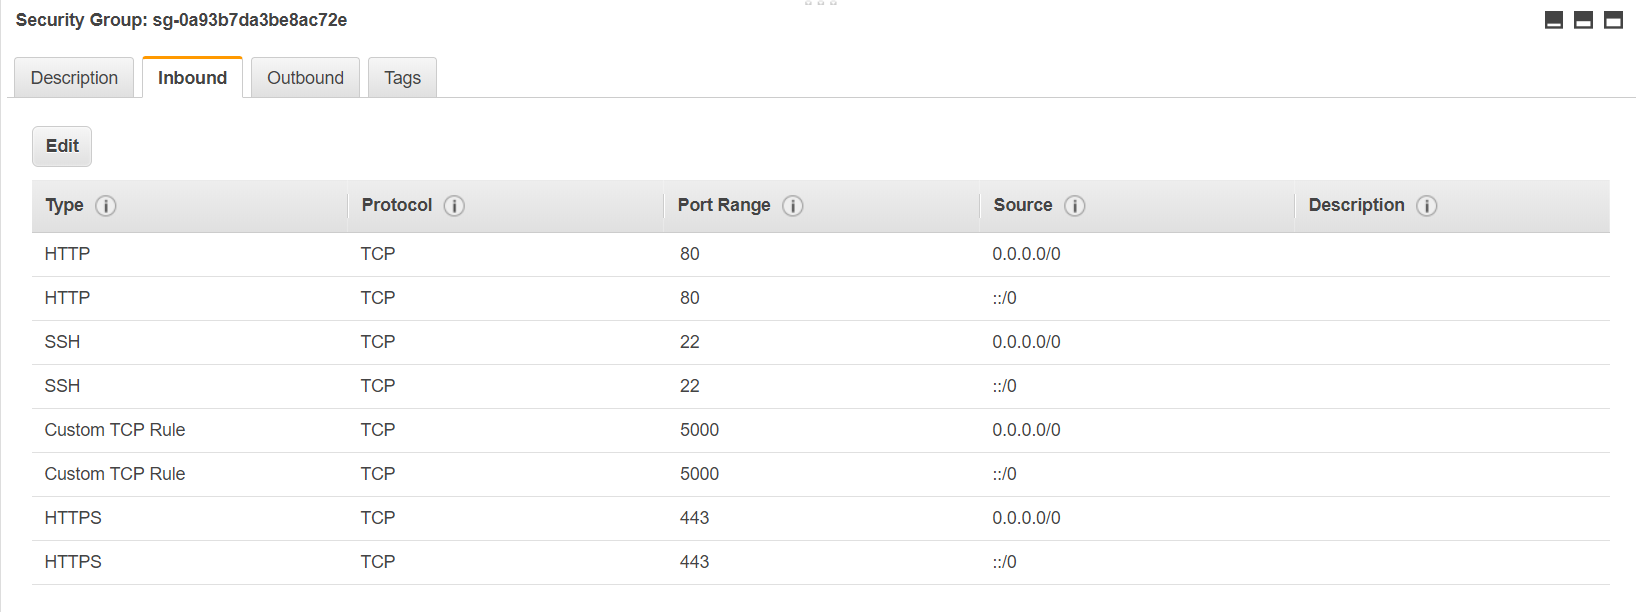 Security Group: sg-0a93b7da3be8ac72e
Description Inbound Outbound Tags
Edit
Type Protocol Port Range Source Description
HTTP TCP 80 0.0.0.0/0
HTTP TCP 80 ::/0
SSH TCP 22 0.0.0.0/0
SSH TCP 22 ::/0
Custom TCP Rule TCP 5000 0.0.0.0/0
Custom TCP Rule TCP 5000 ::/0
HTTPS TCP 443 0.0.0.0/0
HTTPS TCP 443 ::/0